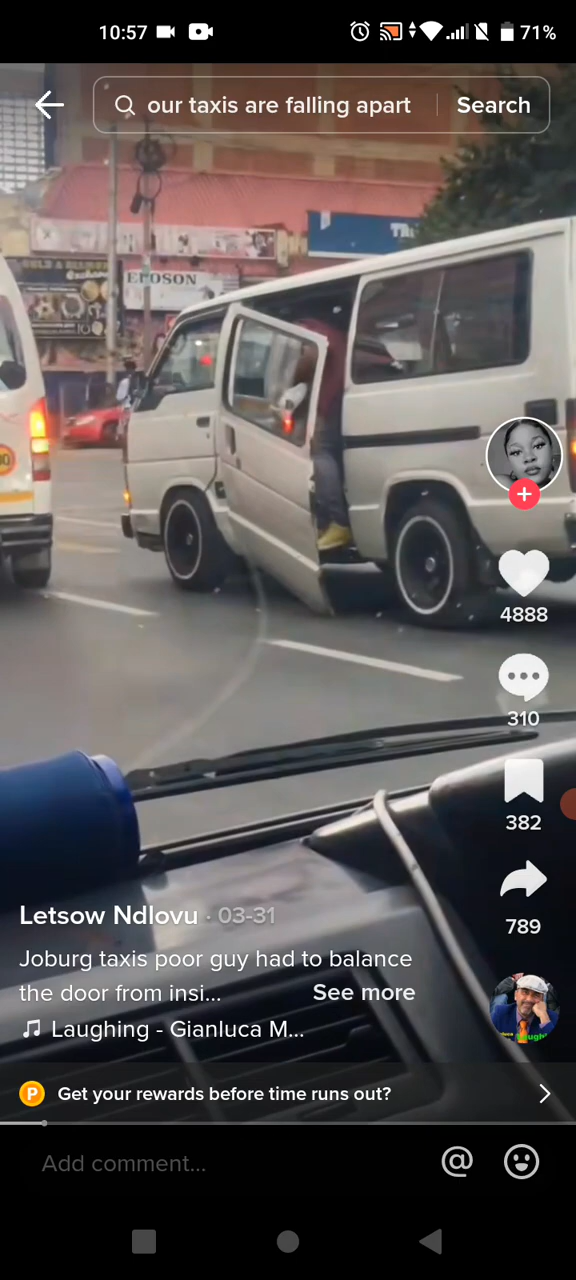 10:57
71%
our taxis are falling apart
Search
EPOSON
4888
310
382
789
Letsow Ndlovu · 03-31
Joburg taxis poor guy had to balance
the door from insi... See more
Laughing - Gianluca M...
P Get your rewards before time runs out?
Add comment...
@